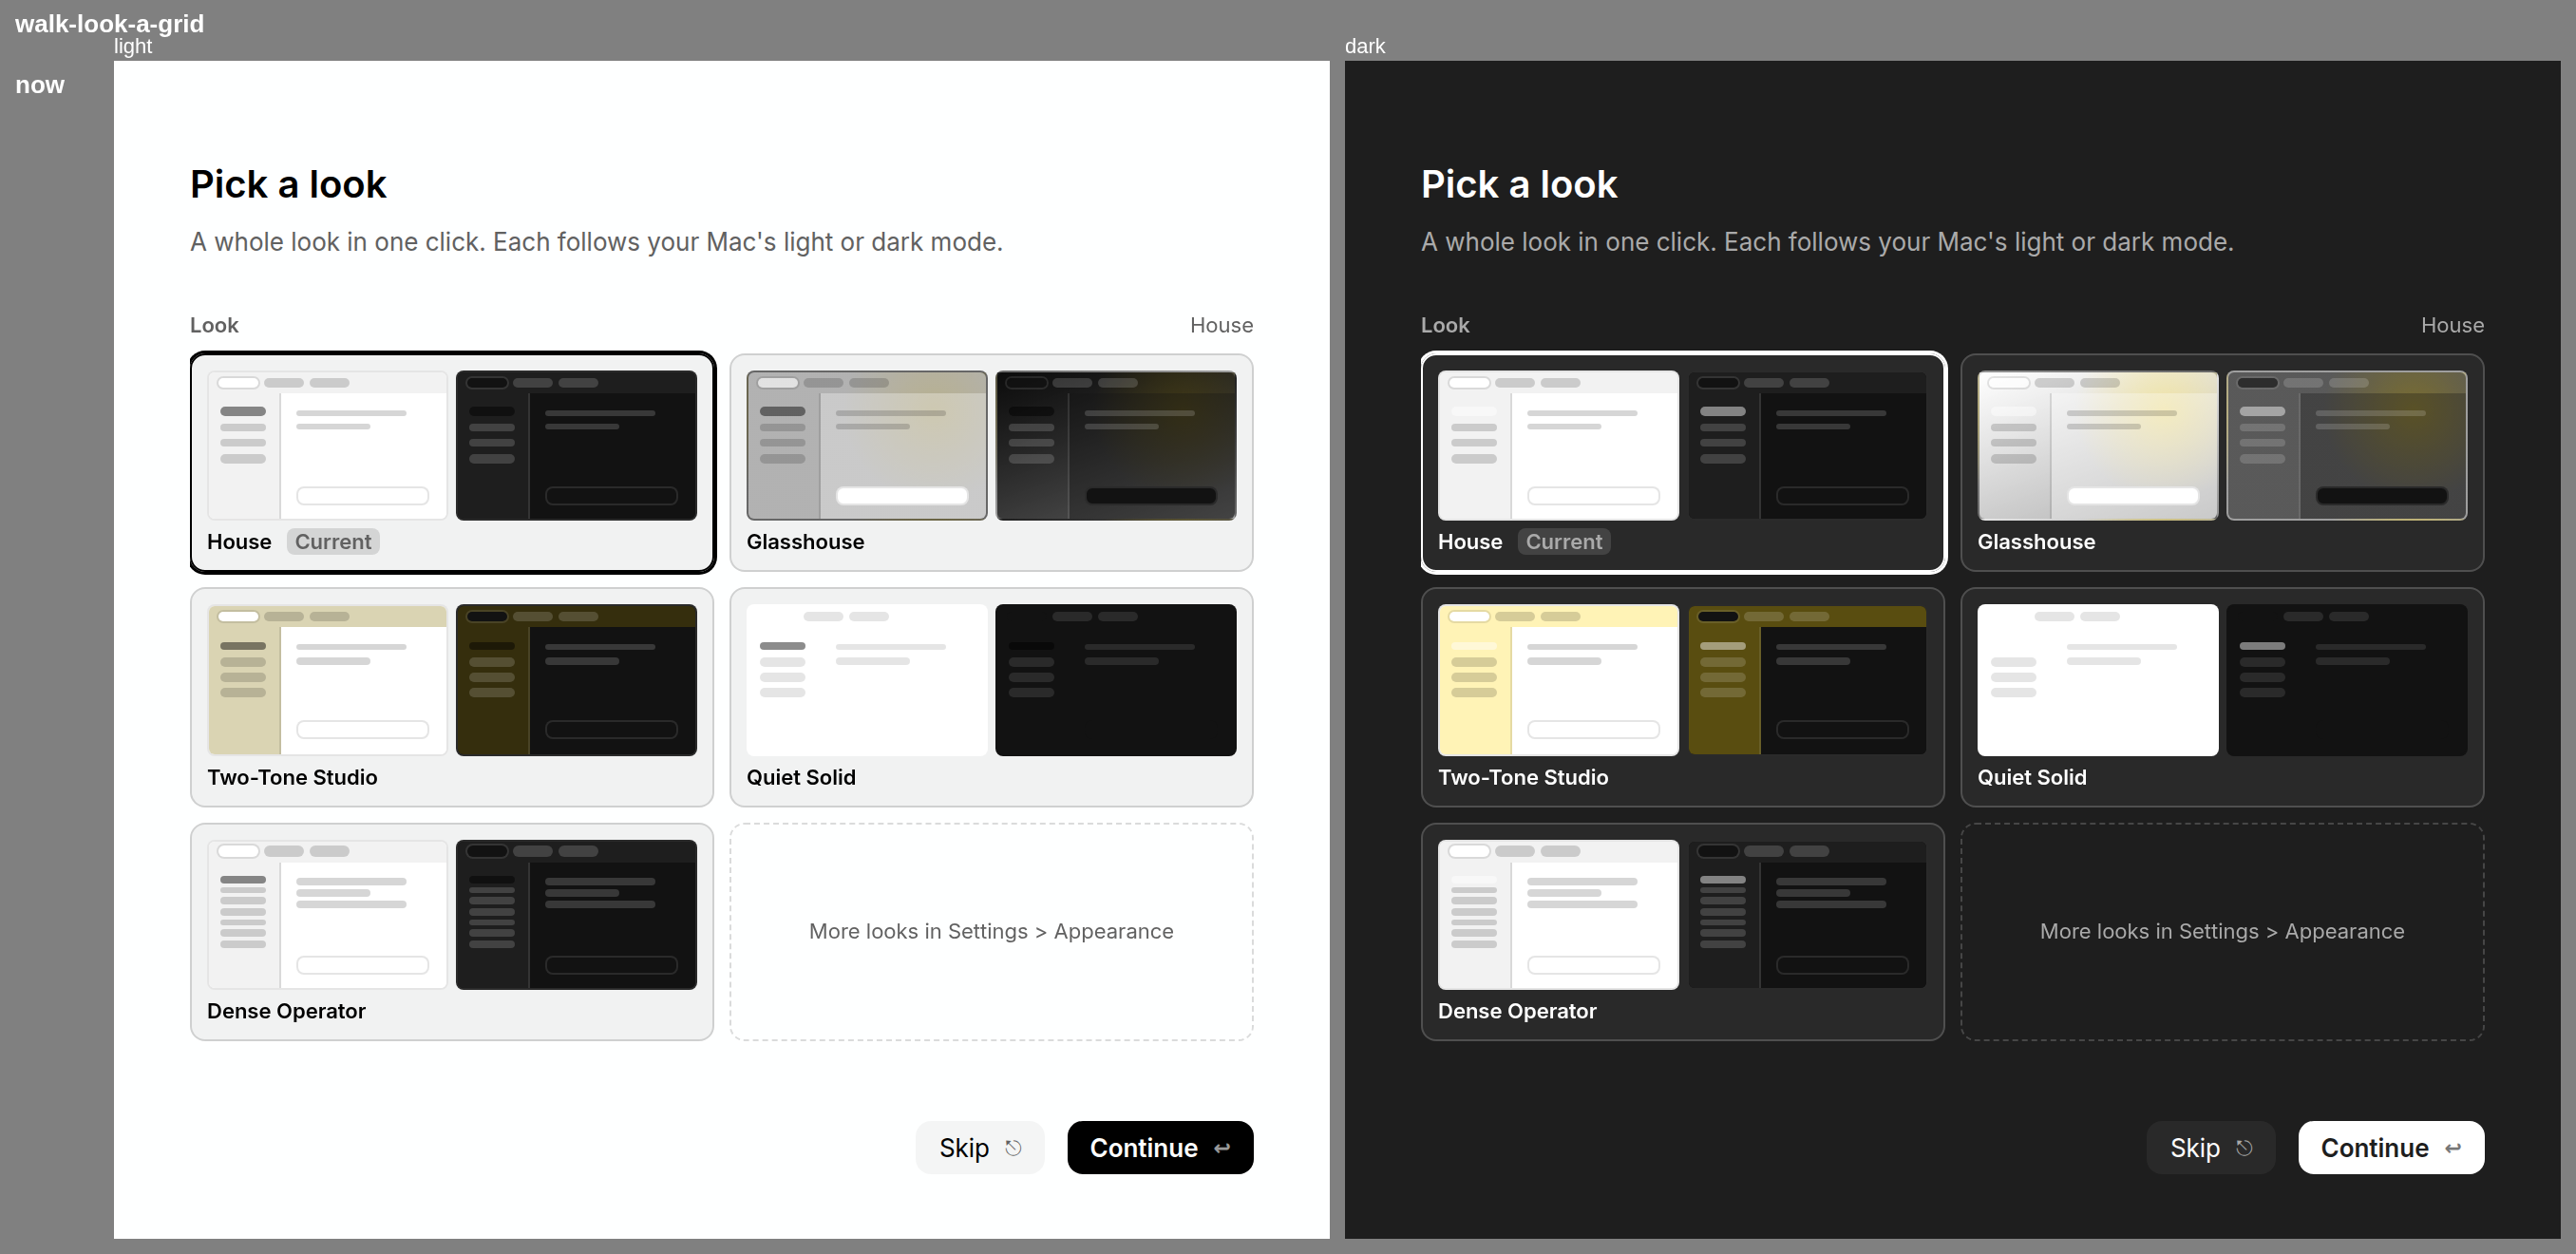 walk-look-a-grid
light
dark
now
Pick a look
A whole look in one click. Each follows your Mac's light or dark mode.
Look
House
House
Current
Glasshouse
Two-Tone Studio
Quiet Solid
Dense Operator
More looks in Settings > Appearance
Skip
Continue ↩
Pick a look
A whole look in one click. Each follows your Mac's light or dark mode.
Look
House
House
Current
Glasshouse
Two-Tone Studio
Quiet Solid
Dense Operator
More looks in Settings > Appearance
Skip
Continue ↩